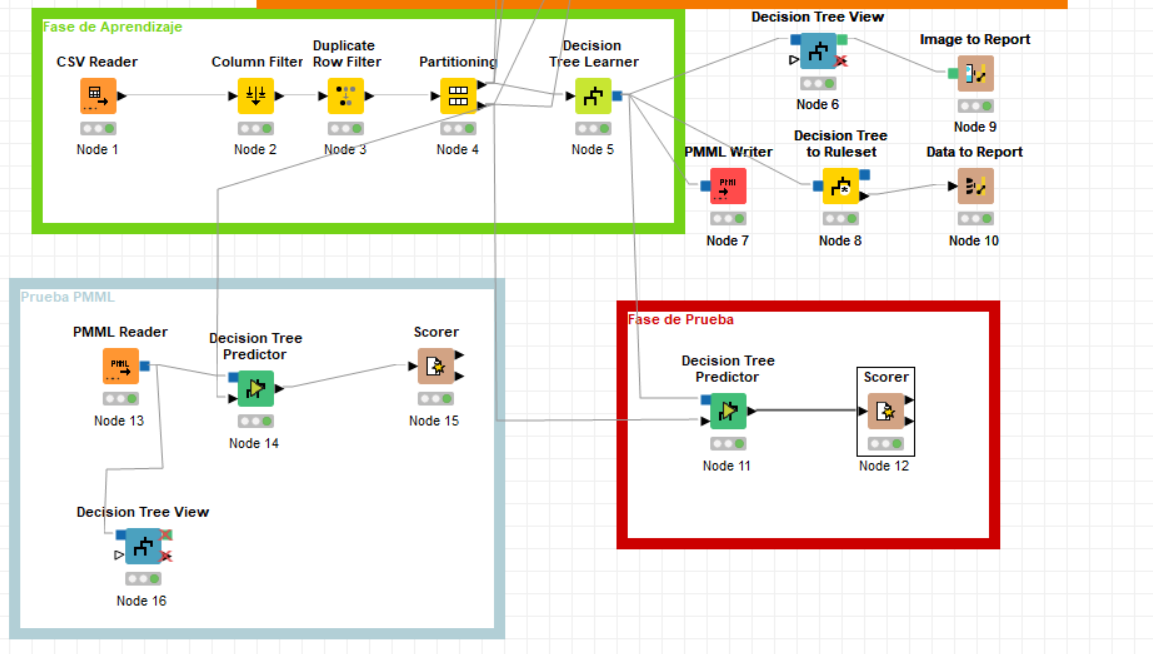 Fase de Aprendizaje
CSV Reader
Node 1
Column Filter
Node 2
Duplicate
Row Filter
Node 3
Partitioning
Node 4
Decision
Tree Learner
Node 5
Decision Tree View
Node 6
Image to Report
Node 9
PMML Writer
PMML
Node 7
Decision Tree
to Ruleset
Node 8
Data to Report
Node 10
Prueba PMML
PMML Reader
PMML
Node 13
Decision Tree
Predictor
Node 14
Scorer
Node 15
Decision Tree View
Node 16
Fase de Prueba
Decision Tree
Predictor
Node 11
Scorer
Node 12